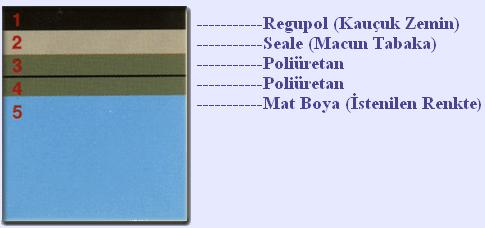 1
2
3
4
5
-----------Regupol (Kauçuk Zemin)
-----------Seale (Macun Tabaka)
-----------Poliüretan
-----------Poliüretan
-----------Mat Boya (İstenilen Renkte)